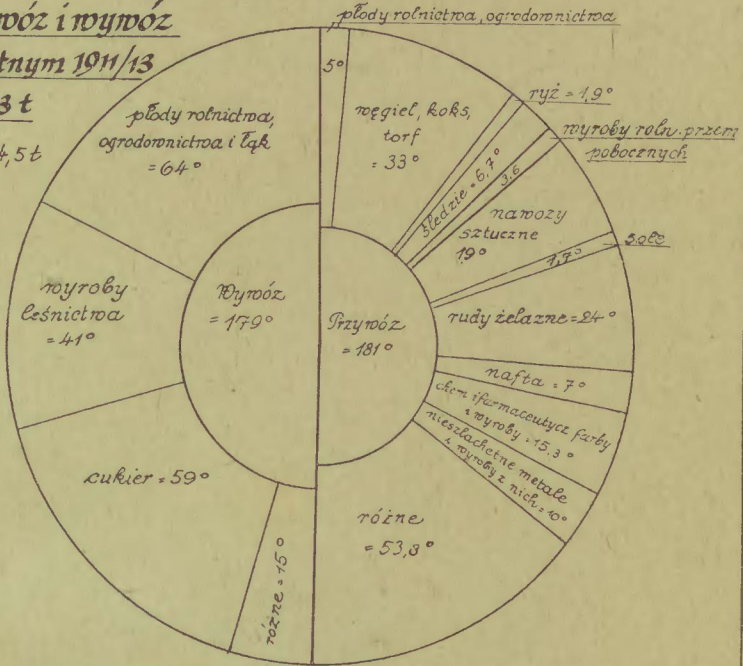 wóz i wywóz
tnym 1911/13
3 t
4,5 t
płody rolnictwa, ogrodownictwa
5°
węgiel, koks,
torf
= 33°
ryż = 1,9°
śledzie = 6,7°
wyroby roln. przem
pobocznych
3,6
nawozy
sztuczne
19°
sole
1,7°
rudy żelazne = 24°
nafta = 7°
chem i farmaceutycz farby
i wyroby = 15,3°
nieszlachetne metale
i wyroby z nich = 10°
różne
= 53,8°
Przywóz
= 181°
Wywóz
= 179°
płody rolnictwa,
ogrodownictwa i łąk
= 64°
wyroby
leśnictwa
= 41°
cukier = 59°
różne = 15°